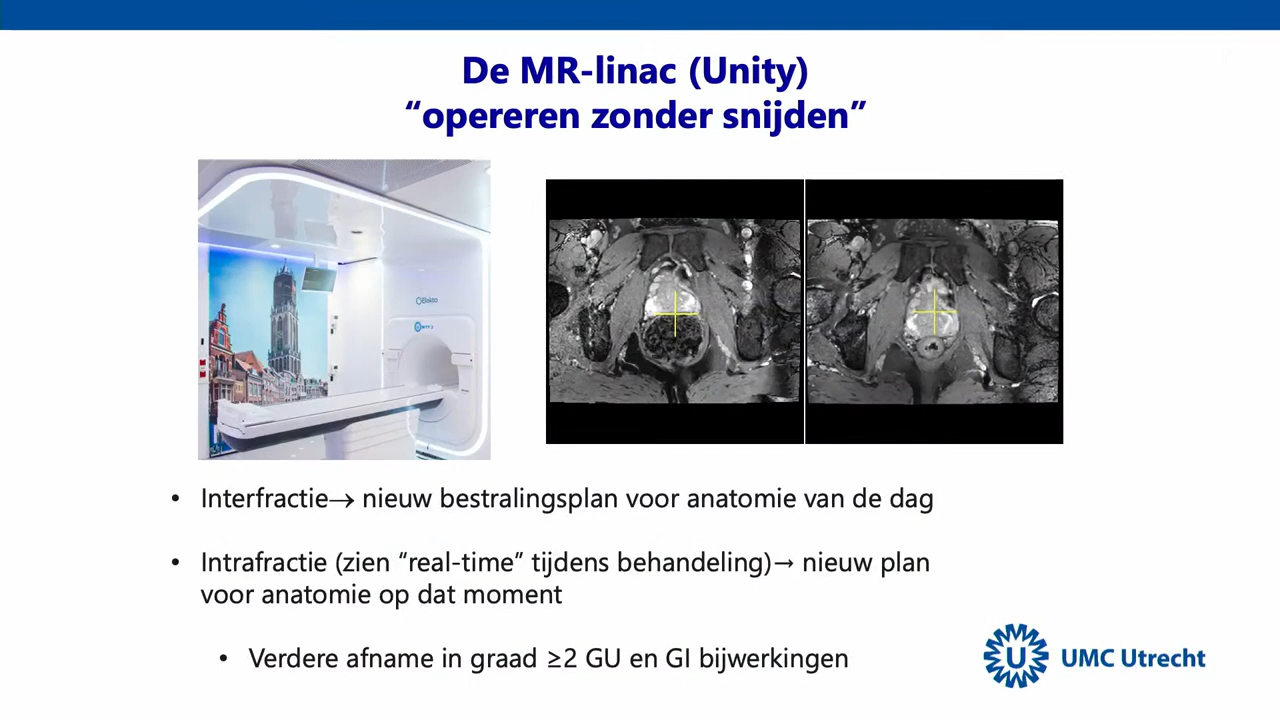 De MR-linac (Unity)
“opereren zonder snijden”
Elekta
• Interfractie→ nieuw bestralingsplan voor anatomie van de dag
• Intrafractie (zien “real-time” tijdens behandeling)→ nieuw plan
voor anatomie op dat moment
• Verdere afname in graad ≥2 GU en GI bijwerkingen
U
UMC Utrecht